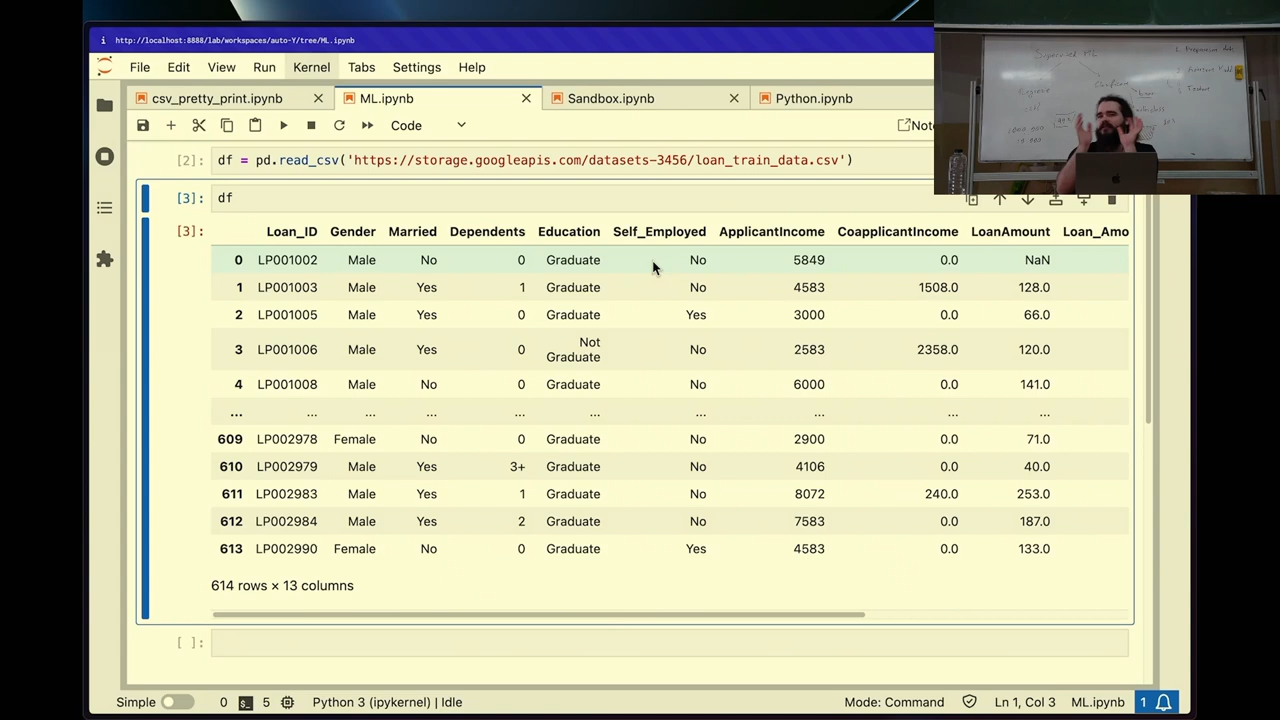 http://localhost:8888/lab/workspaces/auto-Y/tree/ML.ipynb
File Edit View Run Kernel Tabs Settings Help
csv_pretty_print.ipynb ML.ipynb Sandbox.ipynb Python.ipynb
Code
[2]: df = pd.read_csv('https://storage.googleapis.com/datasets-3456/loan_train_data.csv')
[3]: df
[3]: Loan_ID Gender Married Dependents Education Self_Employed ApplicantIncome CoapplicantIncome LoanAmount Loan_Amo
0 LP001002 Male No 0 Graduate No 5849 0.0 NaN
1 LP001003 Male Yes 1 Graduate No 4583 1508.0 128.0
2 LP001005 Male Yes 0 Graduate Yes 3000 0.0 66.0
3 LP001006 Male Yes 0 Not Graduate No 2583 2358.0 120.0
4 LP001008 Male No 0 Graduate No 6000 0.0 141.0
... ... ... ... ... ... ... ... ... ...
609 LP002978 Female No 0 Graduate No 2900 0.0 71.0
610 LP002979 Male Yes 3+ Graduate No 4106 0.0 40.0
611 LP002983 Male Yes 1 Graduate No 8072 240.0 253.0
612 LP002984 Male Yes 2 Graduate No 7583 0.0 187.0
613 LP002990 Female No 0 Graduate Yes 4583 0.0 133.0
614 rows × 13 columns
[ ]:
Simple 0 5 Python 3 (ipykernel) | Idle Mode: Command Ln 1, Col 3 ML.ipynb 1